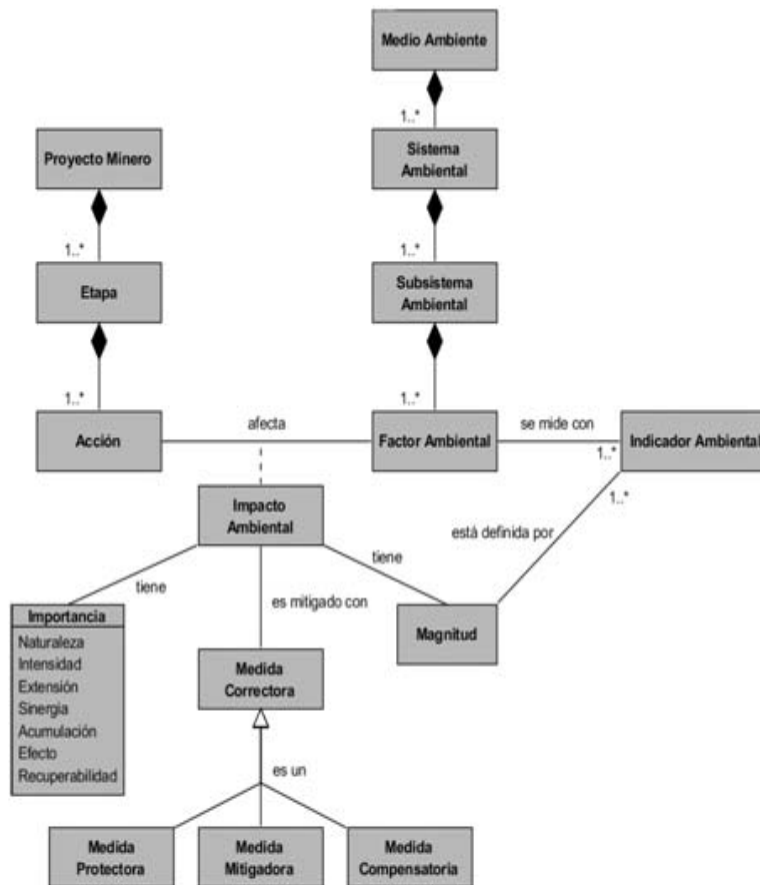 Medio Ambiente
1..*
Proyecto Minero
Sistema
Ambiental
1..*
1..*
Etapa
Subsistema
Ambiental
1..*
1..*
Acción
afecta
Factor Ambiental
se mide con
1..*
Indicador Ambiental
1..*
Impacto
Ambiental
está definida por
tiene
tiene
es mitigado con
Importancia
Naturaleza
Intensidad
Extensión
Sinergia
Acumulación
Efecto
Recuperabilidad
Magnitud
Medida
Correctora
es un
Medida
Protectora
Medida
Mitigadora
Medida
Compensatoria